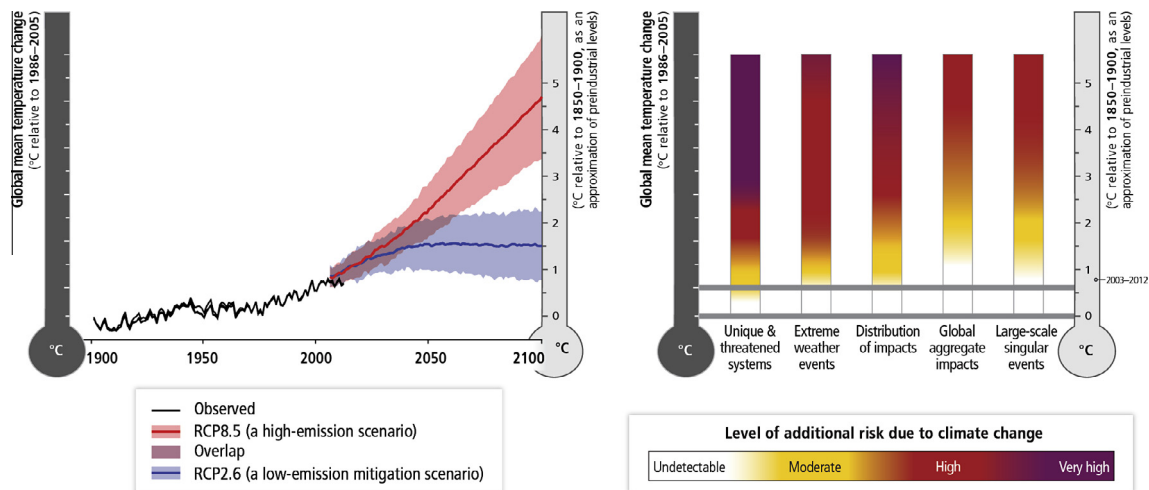 Global mean temperature change
(°C relative to 1986–2005)
5
4
3
2
1
0
(°C relative to 1850–1900, as an
approximation of preindustrial levels)
°C
°C
1900
1950
2000
2050
2100
Observed
RCP8.5 (a high-emission scenario)
Overlap
RCP2.6 (a low-emission mitigation scenario)
Global mean temperature change
(°C relative to 1986–2005)
5
4
3
2
1
0
2003–2012
(°C relative to 1850–1900, as an
approximation of preindustrial levels)
°C
°C
Unique &
threatened
systems
Extreme
weather
events
Distribution
of impacts
Global
aggregate
impacts
Large-scale
singular
events
Level of additional risk due to climate change
Undetectable Moderate High Very high